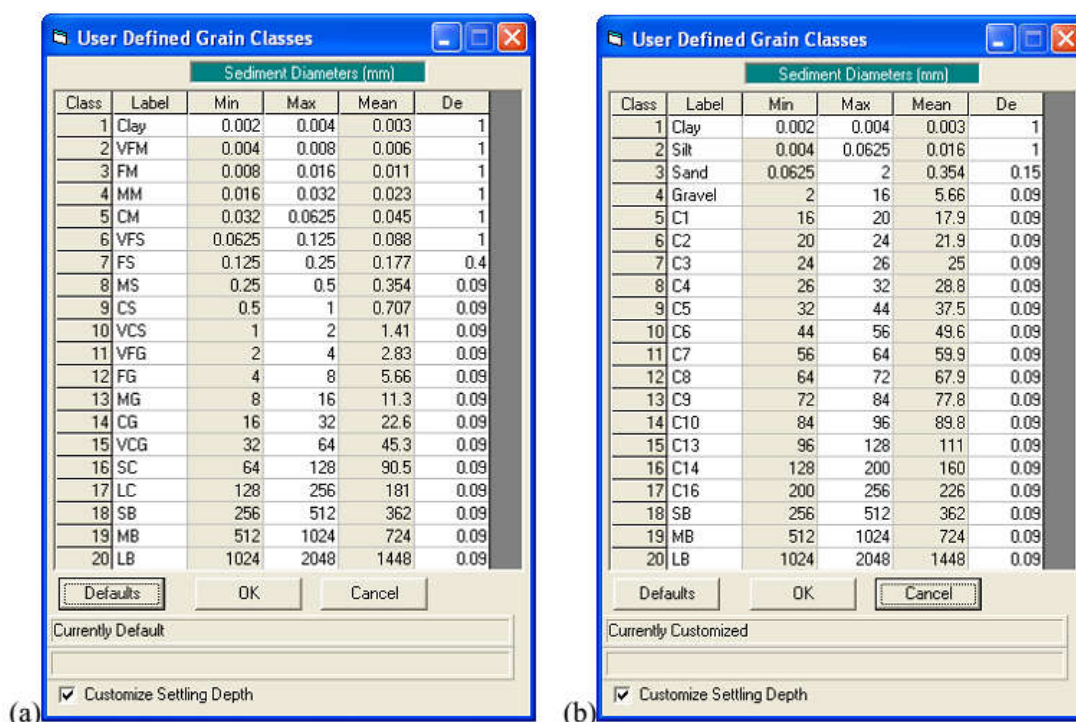 User Defined Grain Classes
Sediment Diameters (mm)
Class Label Min Max Mean De
1 Clay 0.002 0.004 0.003 1
2 VFM 0.004 0.008 0.006 1
3 FM 0.008 0.016 0.011 1
4 MM 0.016 0.032 0.023 1
5 CM 0.032 0.0625 0.045 1
6 VFS 0.0625 0.125 0.088 1
7 FS 0.125 0.25 0.177 0.4
8 MS 0.25 0.5 0.354 0.09
9 CS 0.5 1 0.707 0.09
10 VCS 1 2 1.41 0.09
11 VFG 2 4 2.83 0.09
12 FG 4 8 5.66 0.09
13 MG 8 16 11.3 0.09
14 CG 16 32 22.6 0.09
15 VCG 32 64 45.3 0.09
16 SC 64 128 90.5 0.09
17 LC 128 256 181 0.09
18 SB 256 512 362 0.09
19 MB 512 1024 724 0.09
20 LB 1024 2048 1448 0.09
Defaults OK Cancel
Currently Default
Customize Settling Depth
(a)
User Defined Grain Classes
Sediment Diameters (mm)
Class Label Min Max Mean De
1 Clay 0.002 0.004 0.003 1
2 Silt 0.004 0.0625 0.016 1
3 Sand 0.0625 2 0.354 0.15
4 Gravel 2 16 5.66 0.09
5 C1 16 20 17.9 0.09
6 C2 20 24 21.9 0.09
7 C3 24 26 25 0.09
8 C4 26 32 28.8 0.09
9 C5 32 44 37.5 0.09
10 C6 44 56 49.6 0.09
11 C7 56 64 59.9 0.09
12 C8 64 72 67.9 0.09
13 C9 72 84 77.8 0.09
14 C10 84 96 89.8 0.09
15 C13 96 128 111 0.09
16 C14 128 200 160 0.09
17 C16 200 256 226 0.09
18 SB 256 512 362 0.09
19 MB 512 1024 724 0.09
20 LB 1024 2048 1448 0.09
Defaults OK Cancel
Currently Customized
Customize Settling Depth
(b)